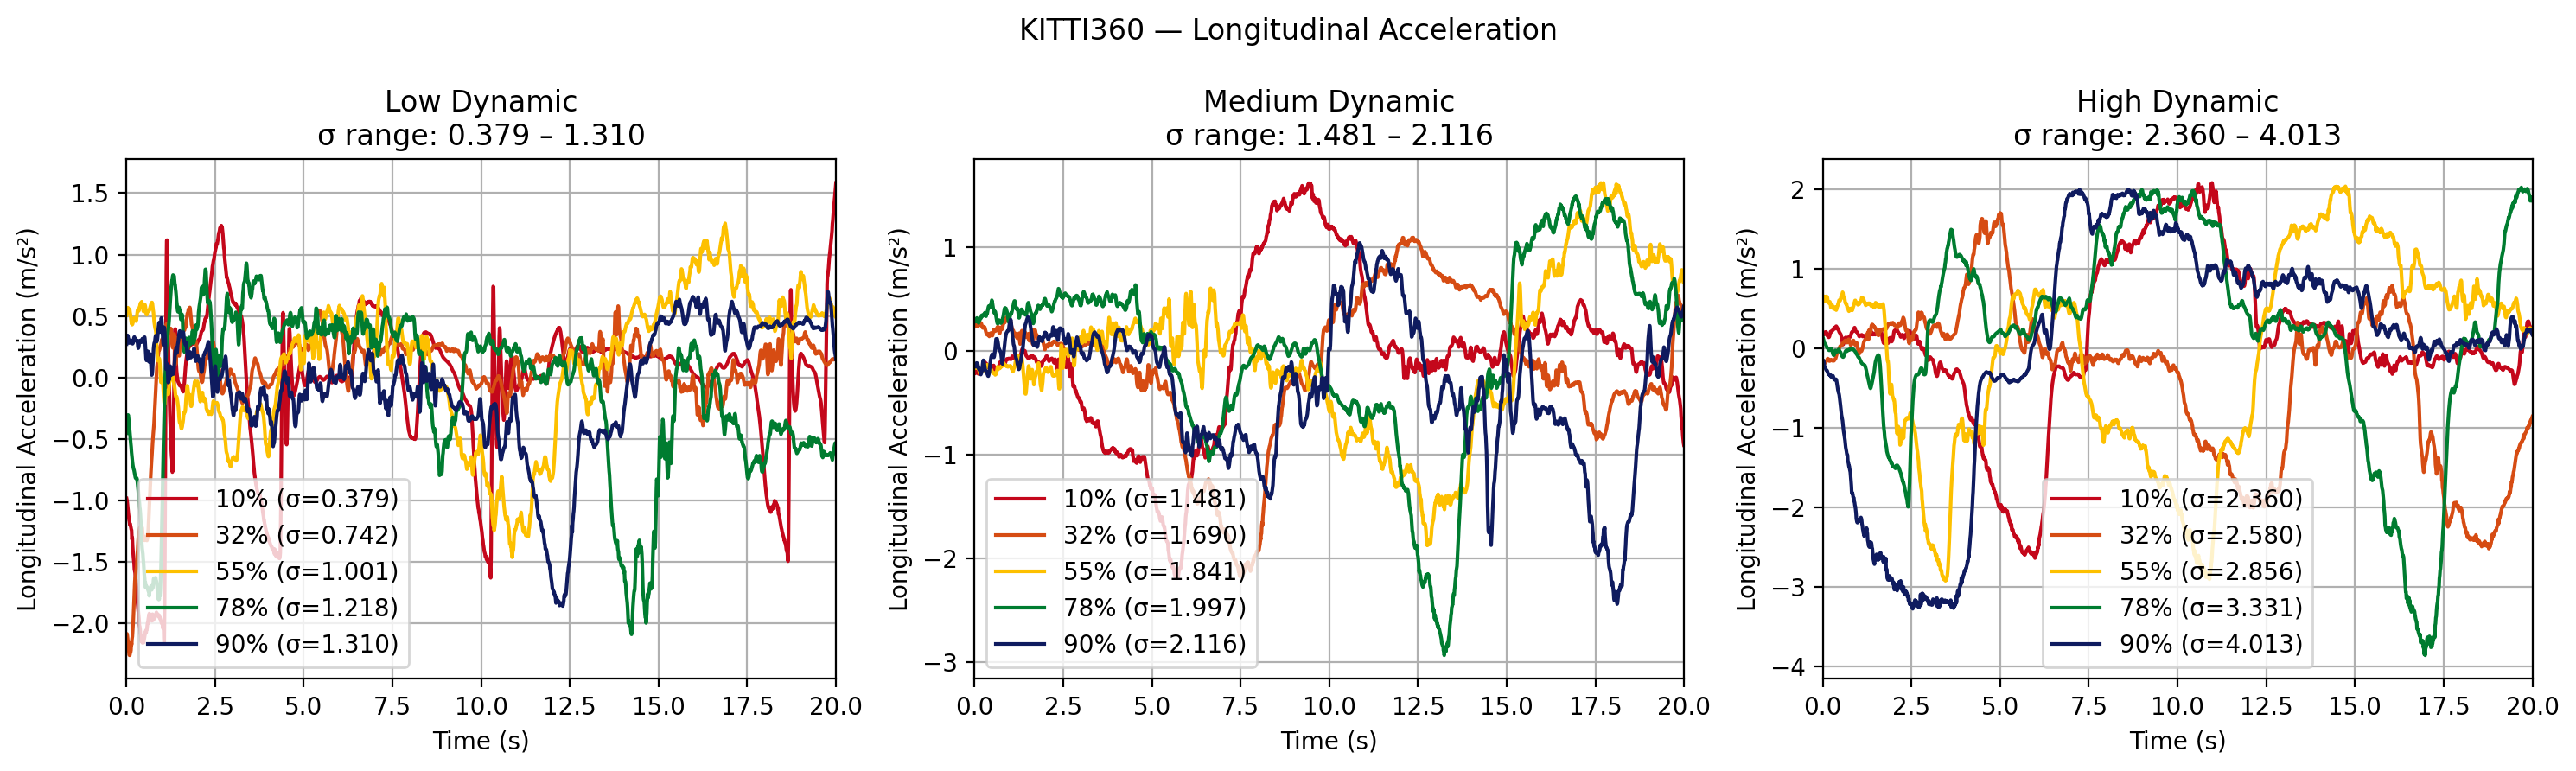 KITTI360 — Longitudinal Acceleration
Low Dynamic
σ range: 0.379 – 1.310
Longitudinal Acceleration (m/s²)
1.5
1.0
0.5
0.0
−0.5
−1.0
−1.5
−2.0
10% (σ=0.379)
32% (σ=0.742)
55% (σ=1.001)
78% (σ=1.218)
90% (σ=1.310)
0.0 2.5 5.0 7.5 10.0 12.5 15.0 17.5 20.0
Time (s)
Medium Dynamic
σ range: 1.481 – 2.116
Longitudinal Acceleration (m/s²)
1
0
−1
−2
−3
10% (σ=1.481)
32% (σ=1.690)
55% (σ=1.841)
78% (σ=1.997)
90% (σ=2.116)
0.0 2.5 5.0 7.5 10.0 12.5 15.0 17.5 20.0
Time (s)
High Dynamic
σ range: 2.360 – 4.013
Longitudinal Acceleration (m/s²)
2
1
0
−1
−2
−3
−4
10% (σ=2.360)
32% (σ=2.580)
55% (σ=2.856)
78% (σ=3.331)
90% (σ=4.013)
0.0 2.5 5.0 7.5 10.0 12.5 15.0 17.5 20.0
Time (s)